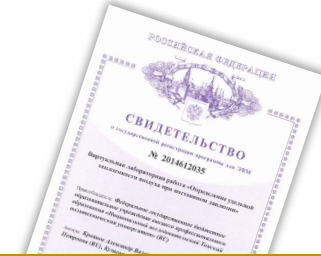 РОССИЙСКАЯ ФЕДЕРАЦИЯ
СВИДЕТЕЛЬСТВО
о государственной регистрации программы для ЭВМ
№ 2014612035
Виртуальная лабораторная работа «Определение удельной
теплоемкости воздуха при постоянном давлении»
Правообладатель: Федеральное государственное бюджетное
образовательное учреждение высшего профессионального
образования «Национальный исследовательский Томский
политехнический университет» (RU)
Авторы: Александр
(RU),